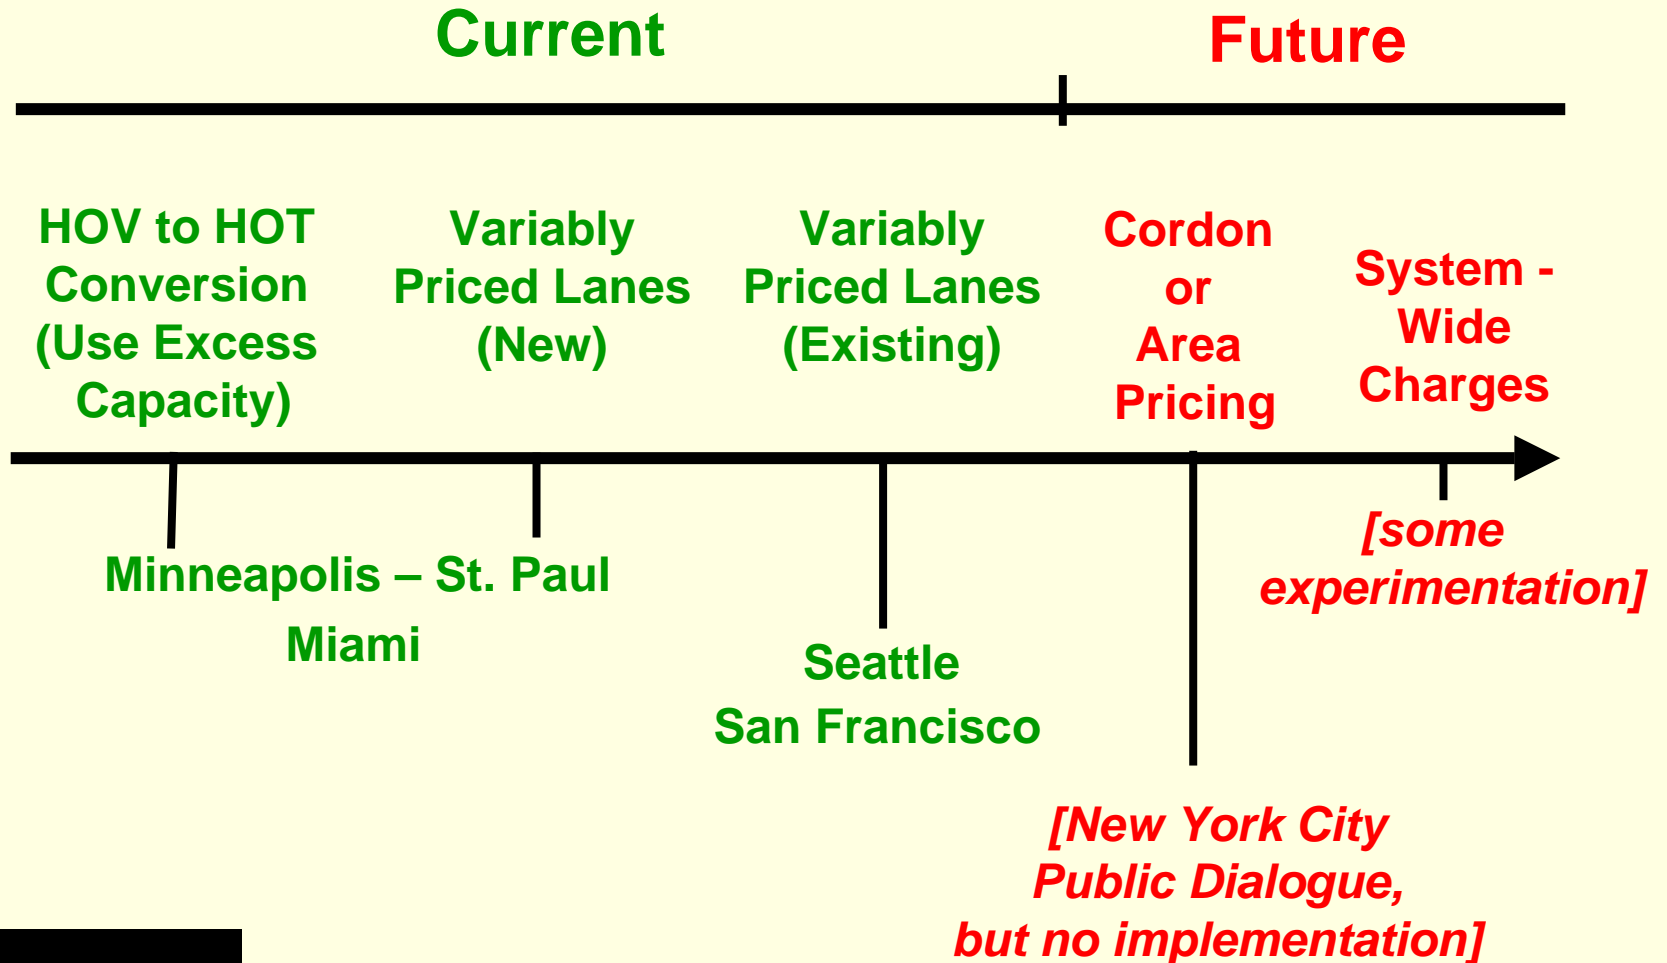 Current
Future
HOV to HOT
Conversion
(Use Excess
Capacity)
Variably
Priced Lanes
(New)
Variably
Priced Lanes
(Existing)
Cordon
or
Area
Pricing
System -
Wide
Charges
Minneapolis – St. Paul
Miami
Seattle
San Francisco
[New York City
Public Dialogue,
but no implementation]
[some
experimentation]